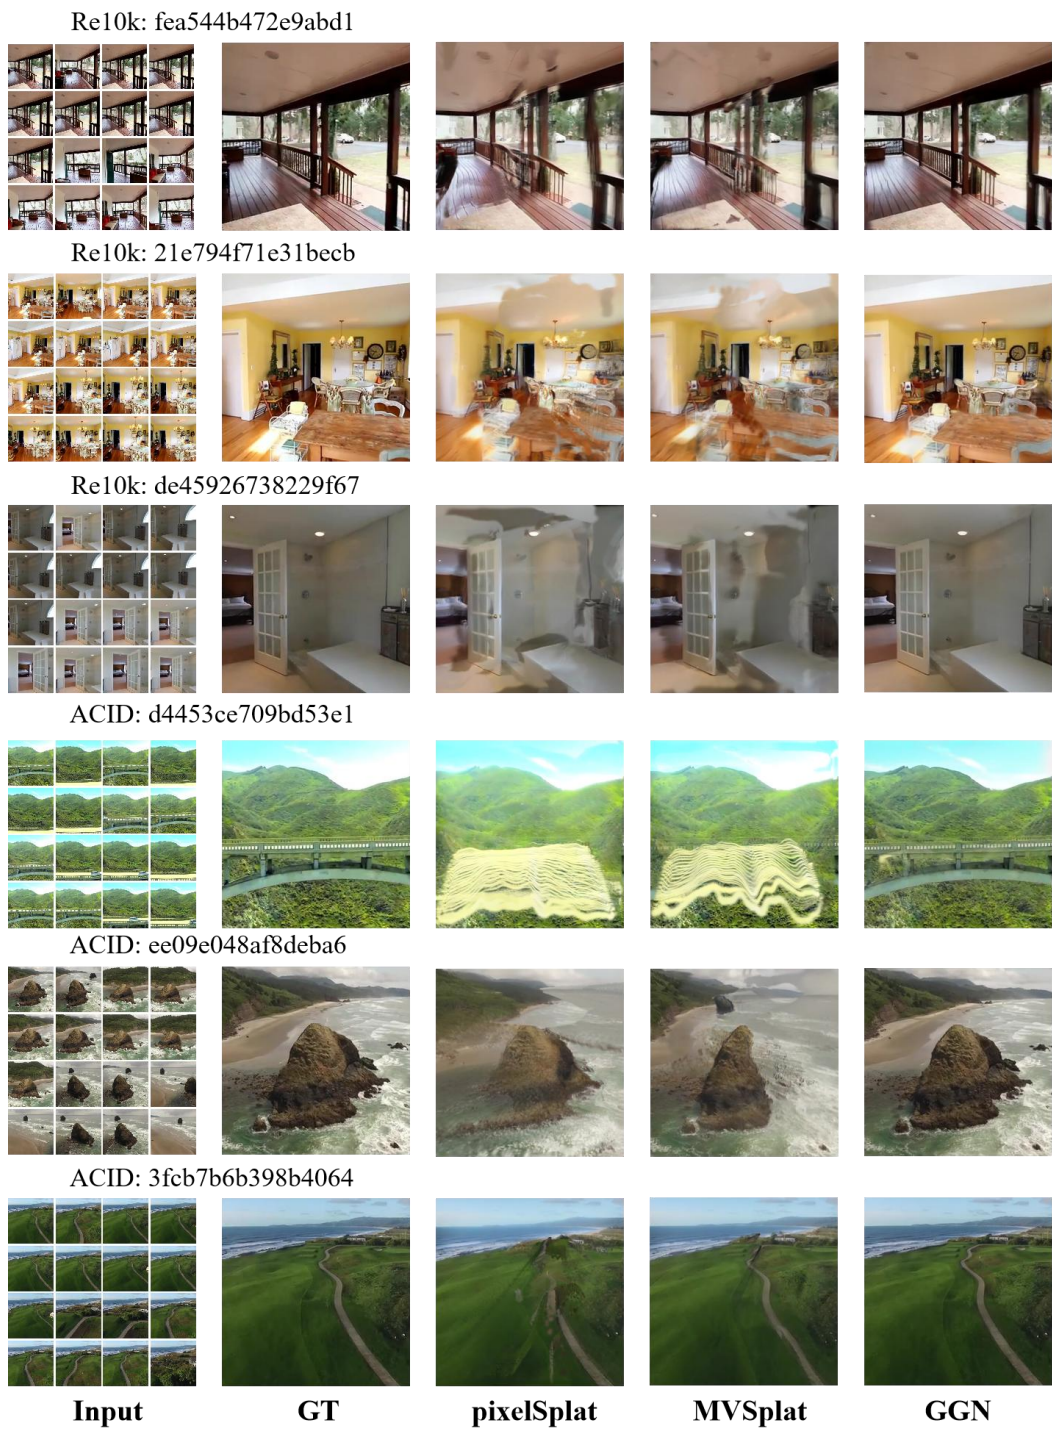 Re10k: fea544b472e9abd1
Re10k: 21e794f71e31becb
Re10k: de45926738229f67
ACID: d4453ce709bd53e1
ACID: ee09e048af8deba6
ACID: 3fcb7b6b398b4064
Input GT pixelSplat MVSplat GGN